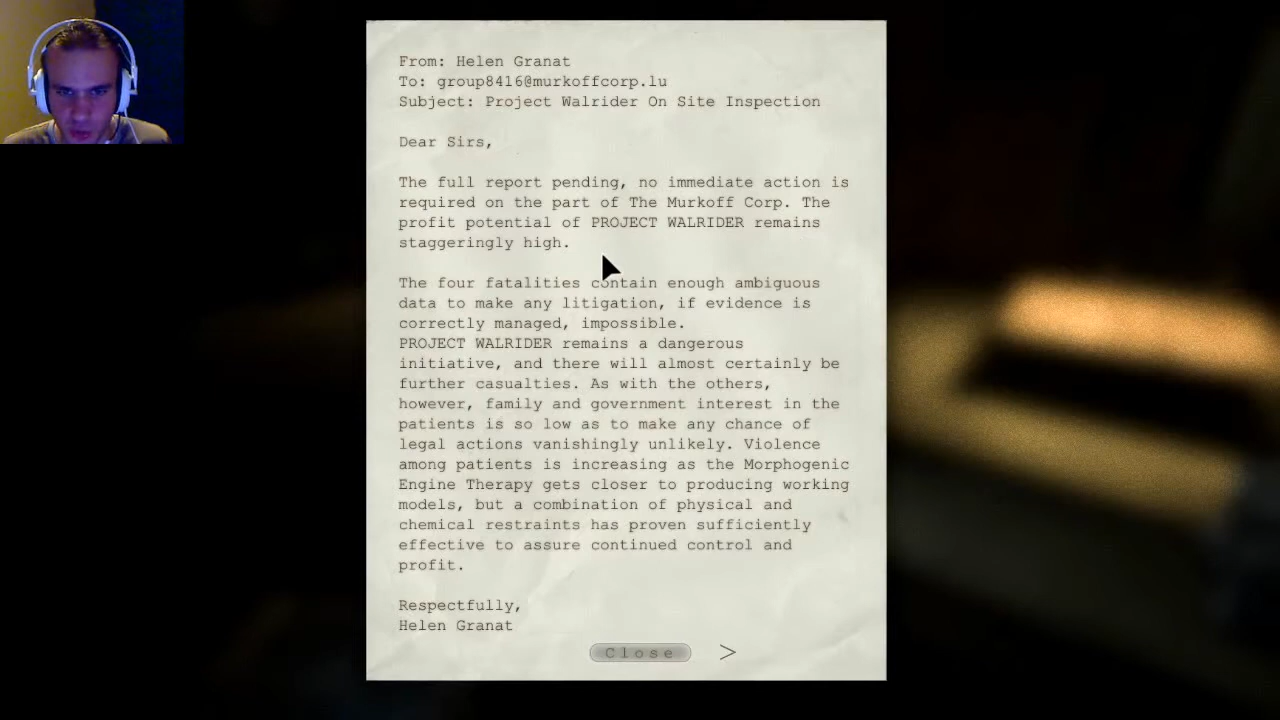 From: Helen Granat
To: group8416@murkoffcorp.lu
Subject: Project Walrider On Site Inspection
Dear Sirs,
The full report pending, no immediate action is
required on the part of The Murkoff Corp. The
profit potential of PROJECT WALRIDER remains
staggeringly high.
The four fatalities contain enough ambiguous
data to make any litigation, if evidence is
correctly managed, impossible.
PROJECT WALRIDER remains a dangerous
initiative, and there will almost certainly be
further casualties. As with the others,
however, family and government interest in the
patients is so low as to make any chance of
legal actions vanishingly unlikely. Violence
among patients is increasing as the Morphogenic
Engine Therapy gets closer to producing working
models, but a combination of physical and
chemical restraints has proven sufficiently
effective to assure continued control and
profit.
Respectfully,
Helen Granat
Close >